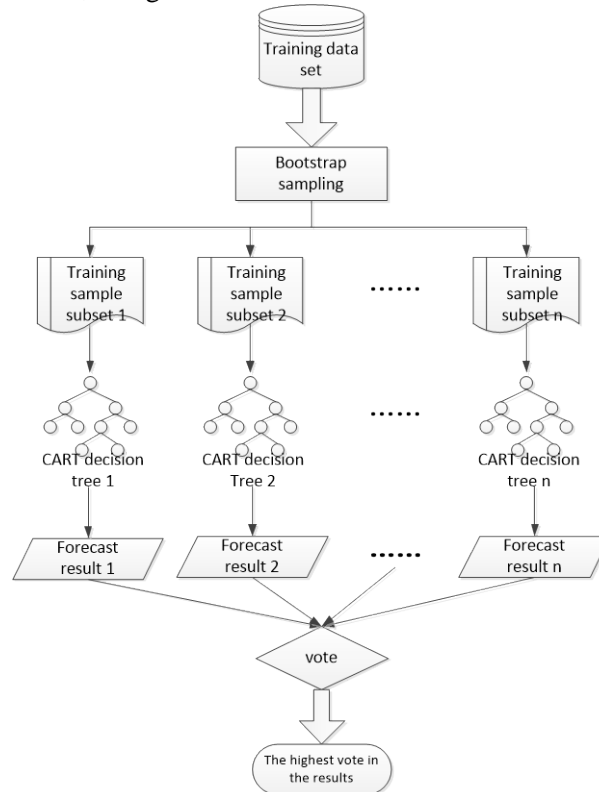 Training data
set
Bootstrap
sampling
Training
sample
subset 1
Training
sample
subset 2
......
Training
sample
subset n
......
CART decision
tree 1
CART decision
Tree 2
CART decision
tree n
Forecast
result 1
Forecast
result 2
......
Forecast
result n
vote
The highest vote in
the results